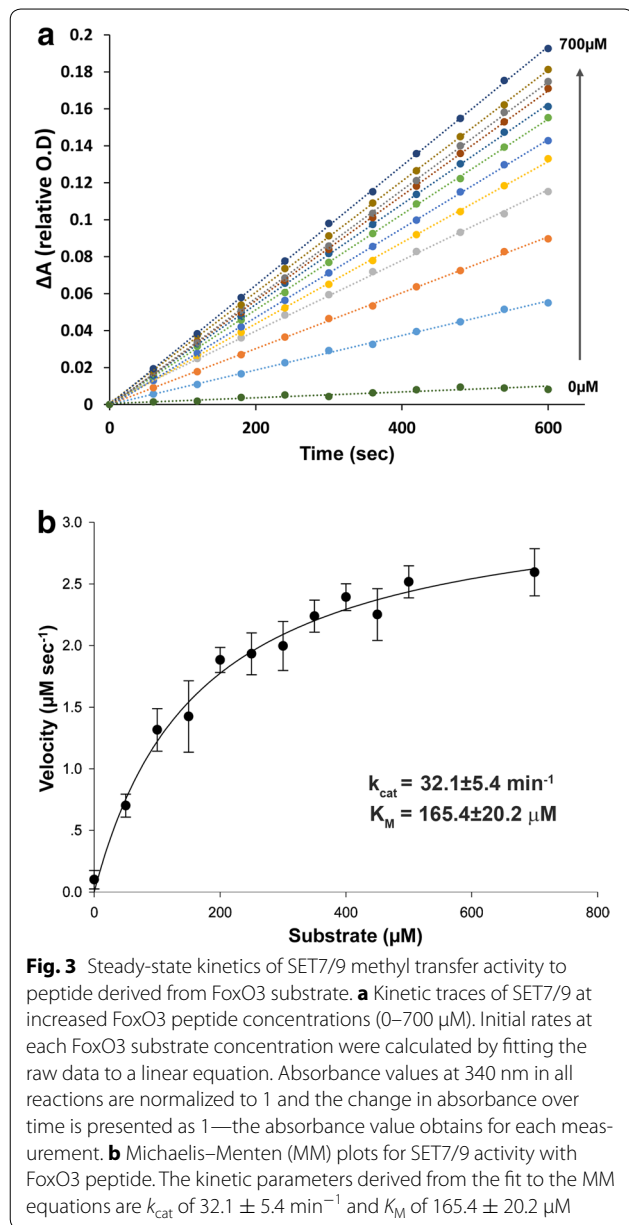 a
0.2
0.18
0.16
0.14
0.12
0.1
0.08
0.06
0.04
0.02
0
ΔA (relative O.D)
700µM
0µM
0
200
400
600
Time (sec)
b
3.0
2.5
2.0
1.5
1.0
.5
0.0
Velocity (µM sec⁻¹)
k_cat = 32.1±5.4 min⁻¹
K_M = 165.4±20.2 µM
0
200
400
600
800
Substrate (µM)
Fig. 3 Steady-state kinetics of SET7/9 methyl transfer activity to
peptide derived from FoxO3 substrate. a Kinetic traces of SET7/9 at
increased FoxO3 peptide concentrations (0–700 µM). Initial rates at
each FoxO3 substrate concentration were calculated by fitting the
raw data to a linear equation. Absorbance values at 340 nm in all
reactions are normalized to 1 and the change in absorbance over
time is presented as 1—the absorbance value obtains for each meas-
urement. b Michaelis–Menten (MM) plots for SET7/9 activity with
FoxO3 peptide. The kinetic parameters derived from the fit to the MM
equations are k_cat of 32.1 ± 5.4 min⁻¹ and K_M of 165.4 ± 20.2 µM